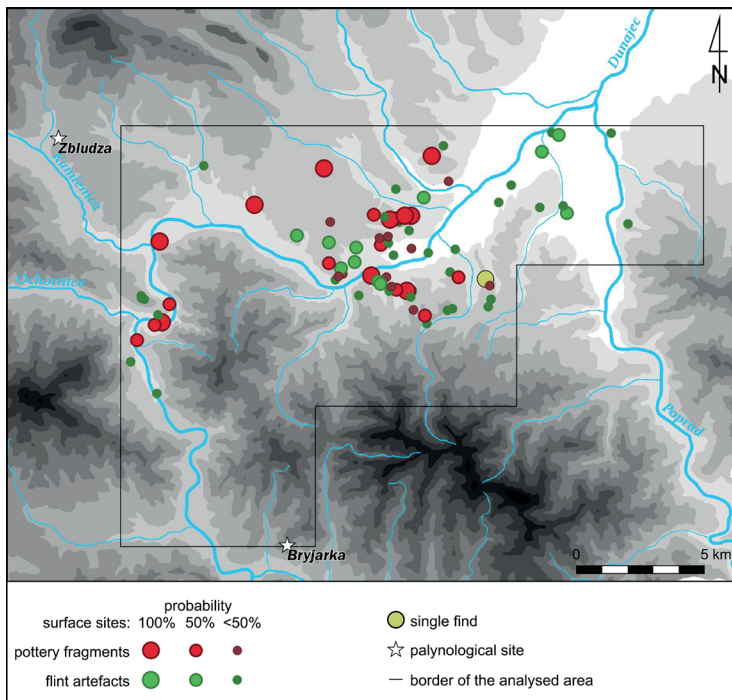 Dunajec
N
Zbludza
Kamienica
Ochotnica
Poprad
Bryjarka
0 5 km
probability
surface sites: 100% 50% <50%
pottery fragments
flint artefacts
single find
palynological site
border of the analysed area